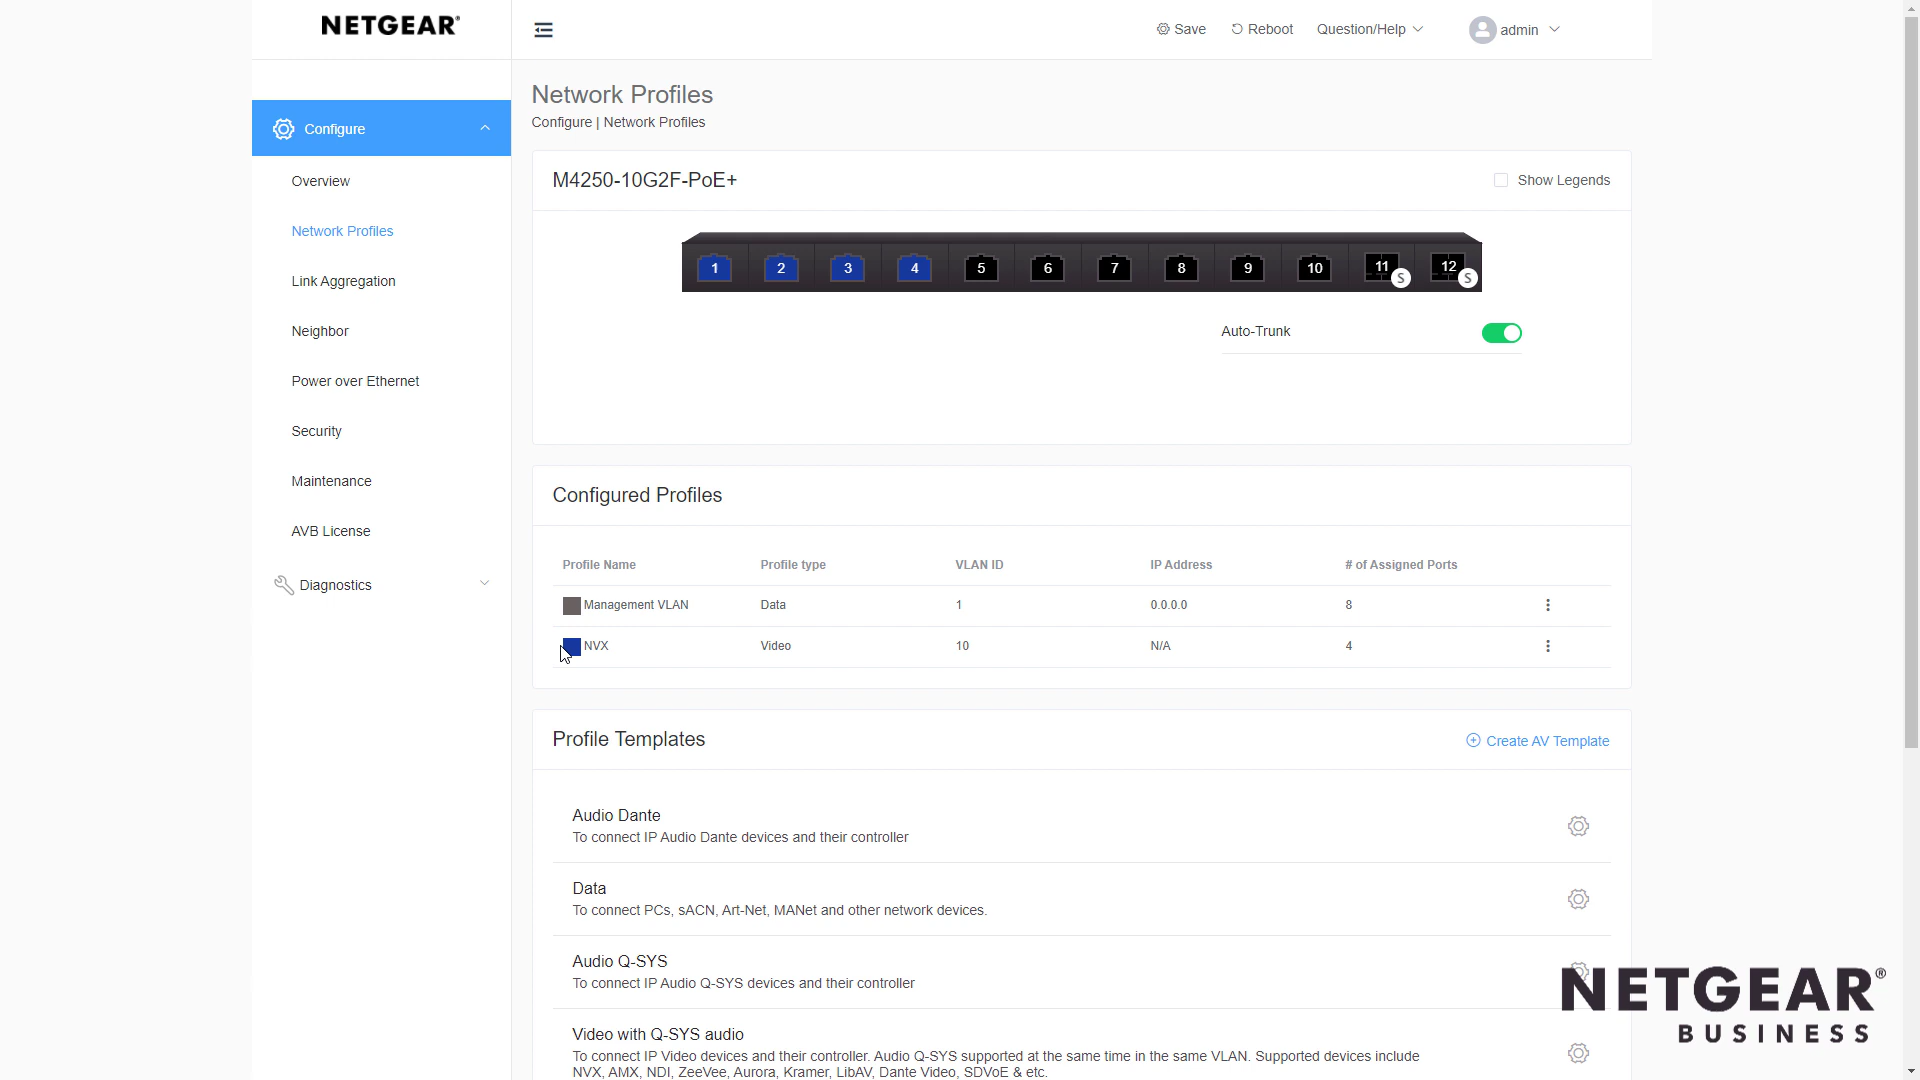 NETGEAR®
Save
Reboot
Question/Help
admin
Configure
Overview
Network Profiles
Link Aggregation
Neighbor
Power over Ethernet
Security
Maintenance
AVB License
Diagnostics
Network Profiles
Configure | Network Profiles
M4250-10G2F-PoE+
Show Legends
1 2 3 4 5 6 7 8 9 10 11 S 12 S
Auto-Trunk
Configured Profiles
Profile Name Profile type VLAN ID IP Address # of Assigned Ports
Management VLAN Data 1 0.0.0.0 8
NVX Video 10 N/A 4
Profile Templates
Create AV Template
Audio Dante
To connect IP Audio Dante devices and their controller
Data
To connect PCs, sACN, Art-Net, MANet and other network devices.
Audio Q-SYS
To connect IP Audio Q-SYS devices and their controller
Video with Q-SYS audio
To connect IP Video devices and their controller. Audio Q-SYS supported at the same time in the same VLAN. Supported devices include
NVX, AMX, NDI, ZeeVee, Aurora, Kramer, LibAV, Dante Video, SDVoE & etc.
NETGEAR®
BUSINESS